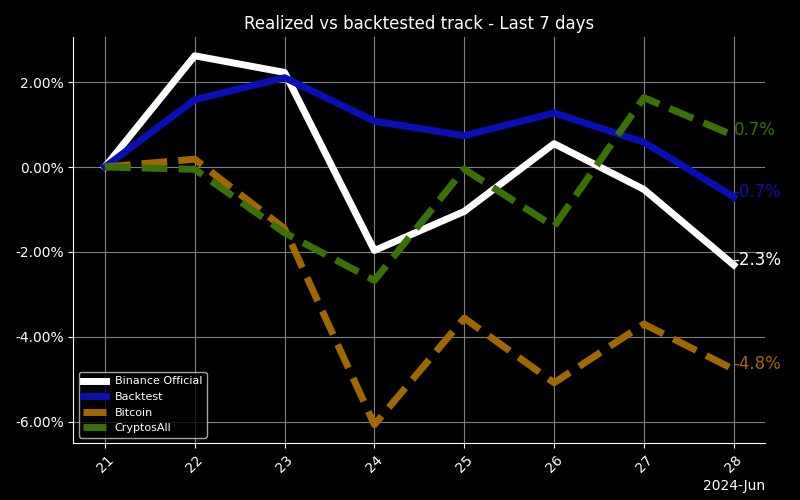 Realized vs backtested track - Last 7 days
2.00%
0.00%
-2.00%
-4.00%
-6.00%
0.7%
-0.7%
-2.3%
-4.8%
Binance Official
Backtest
Bitcoin
CryptosAll
21 22 23 24 25 26 27 28
2024-Jun